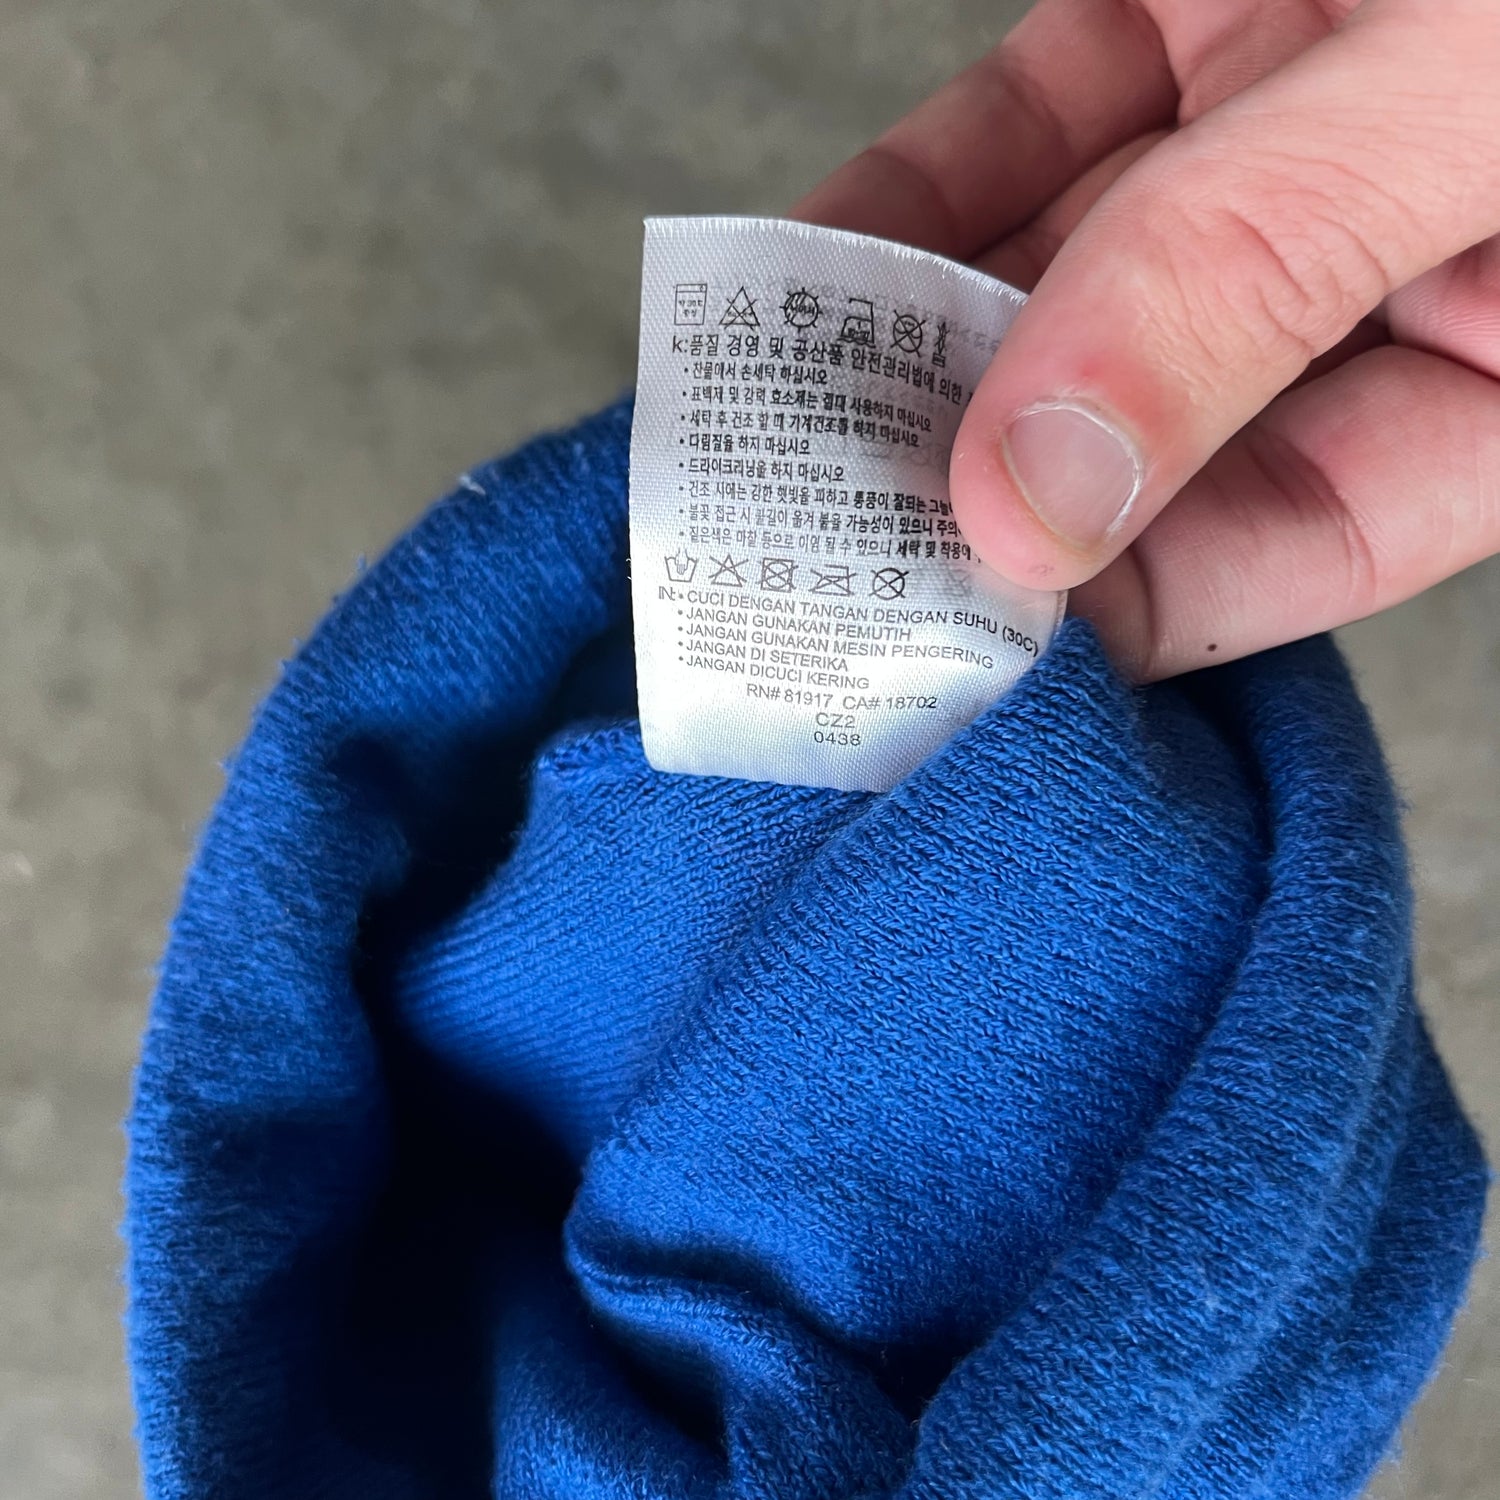 K:품질 경영 및 공산품 안전관리법에 의한
• 찬물에서 손세탁 하십시오
• 표백제 및 강력 효소제는 절대 사용하지 마십시오
• 세탁 후 건조 할 때 기계건조를 하지 마십시오
• 다림질을 하지 마십시오
• 드라이크리닝을 하지 마십시오
• 건조 시에는 강한 햇빛을 피하고 통풍이 잘되는
• 불꽃 접근 시 불길이 옮겨 붙을 가능성이 있으니
• 짙은색은 마찰 등으로 이염 될 수 있으니 세탁 및 착용에
IN:• CUCI DENGAN TANGAN DENGAN SUHU (30C)
• JANGAN GUNAKAN PEMUTIH
• JANGAN GUNAKAN MESIN PENGERING
• JANGAN DI SETERIKA
• JANGAN DICUCI KERING
RN# 81917 CA# 18702
CZ2
0438